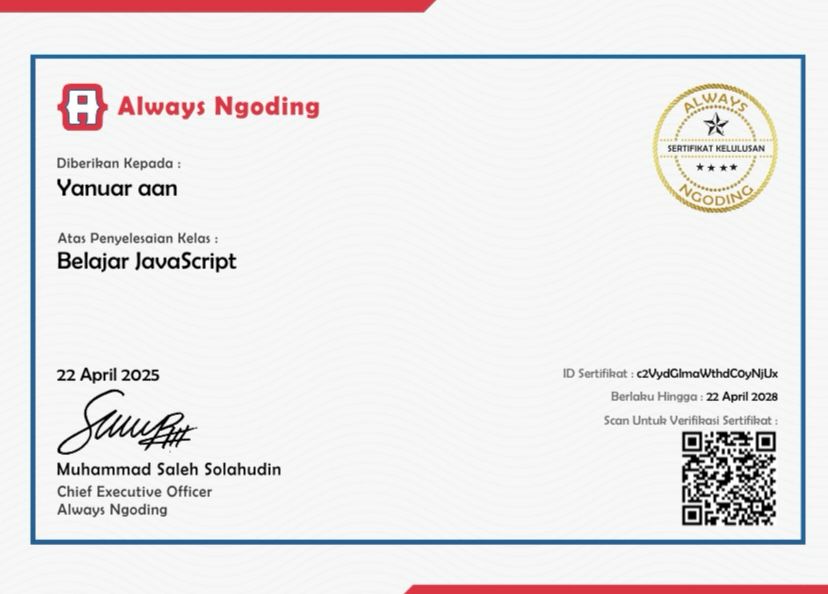 Always Ngoding
ALWAYS
SERTIFIKAT KELULUSAN
NGODING
Diberikan Kepada :
Yanuar aan
Atas Penyelesaian Kelas :
Belajar JavaScript
22 April 2025
Muhammad Saleh Solahudin
Chief Executive Officer
Always Ngoding
ID Sertifikat : c2VydGlmaWthdC0yNjUx
Berlaku Hingga : 22 April 2028
Scan Untuk Verifikasi Sertifikat :